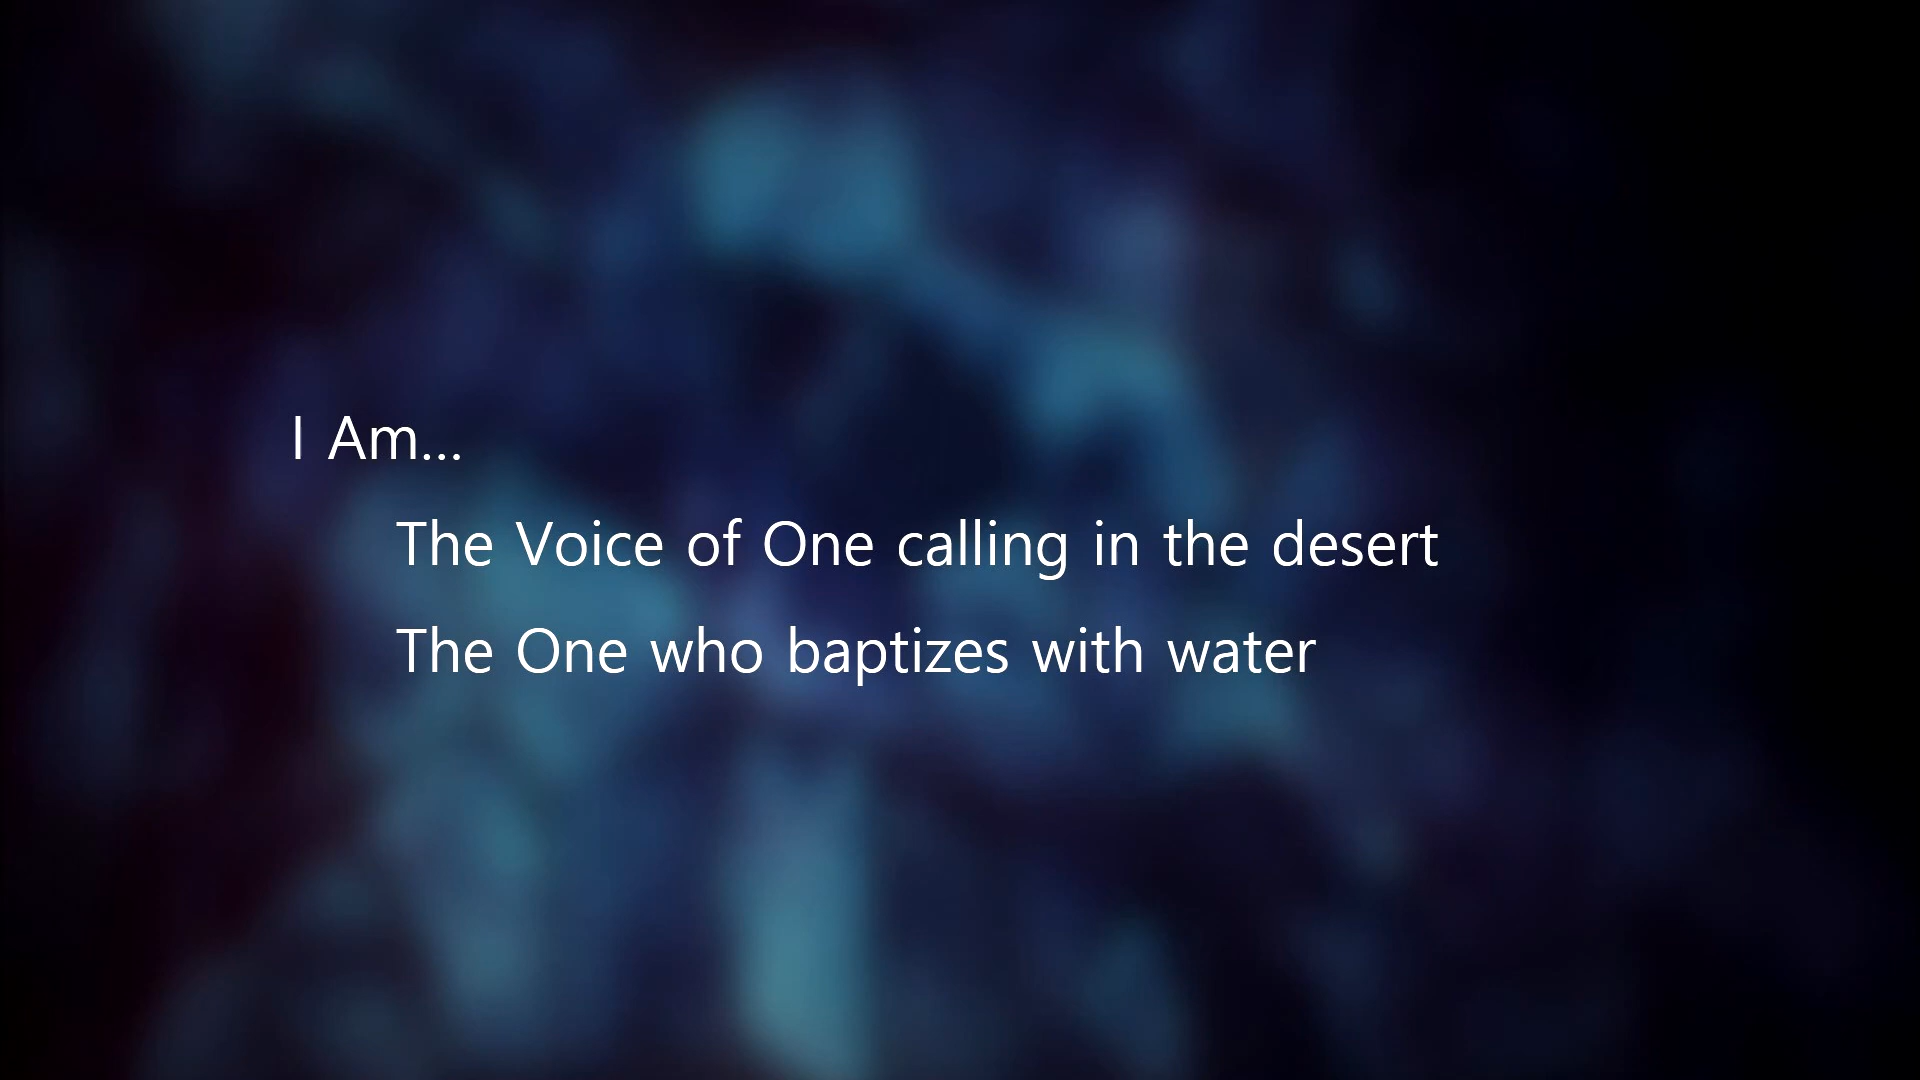 I Am...
The Voice of One calling in the desert
The One who baptizes with water